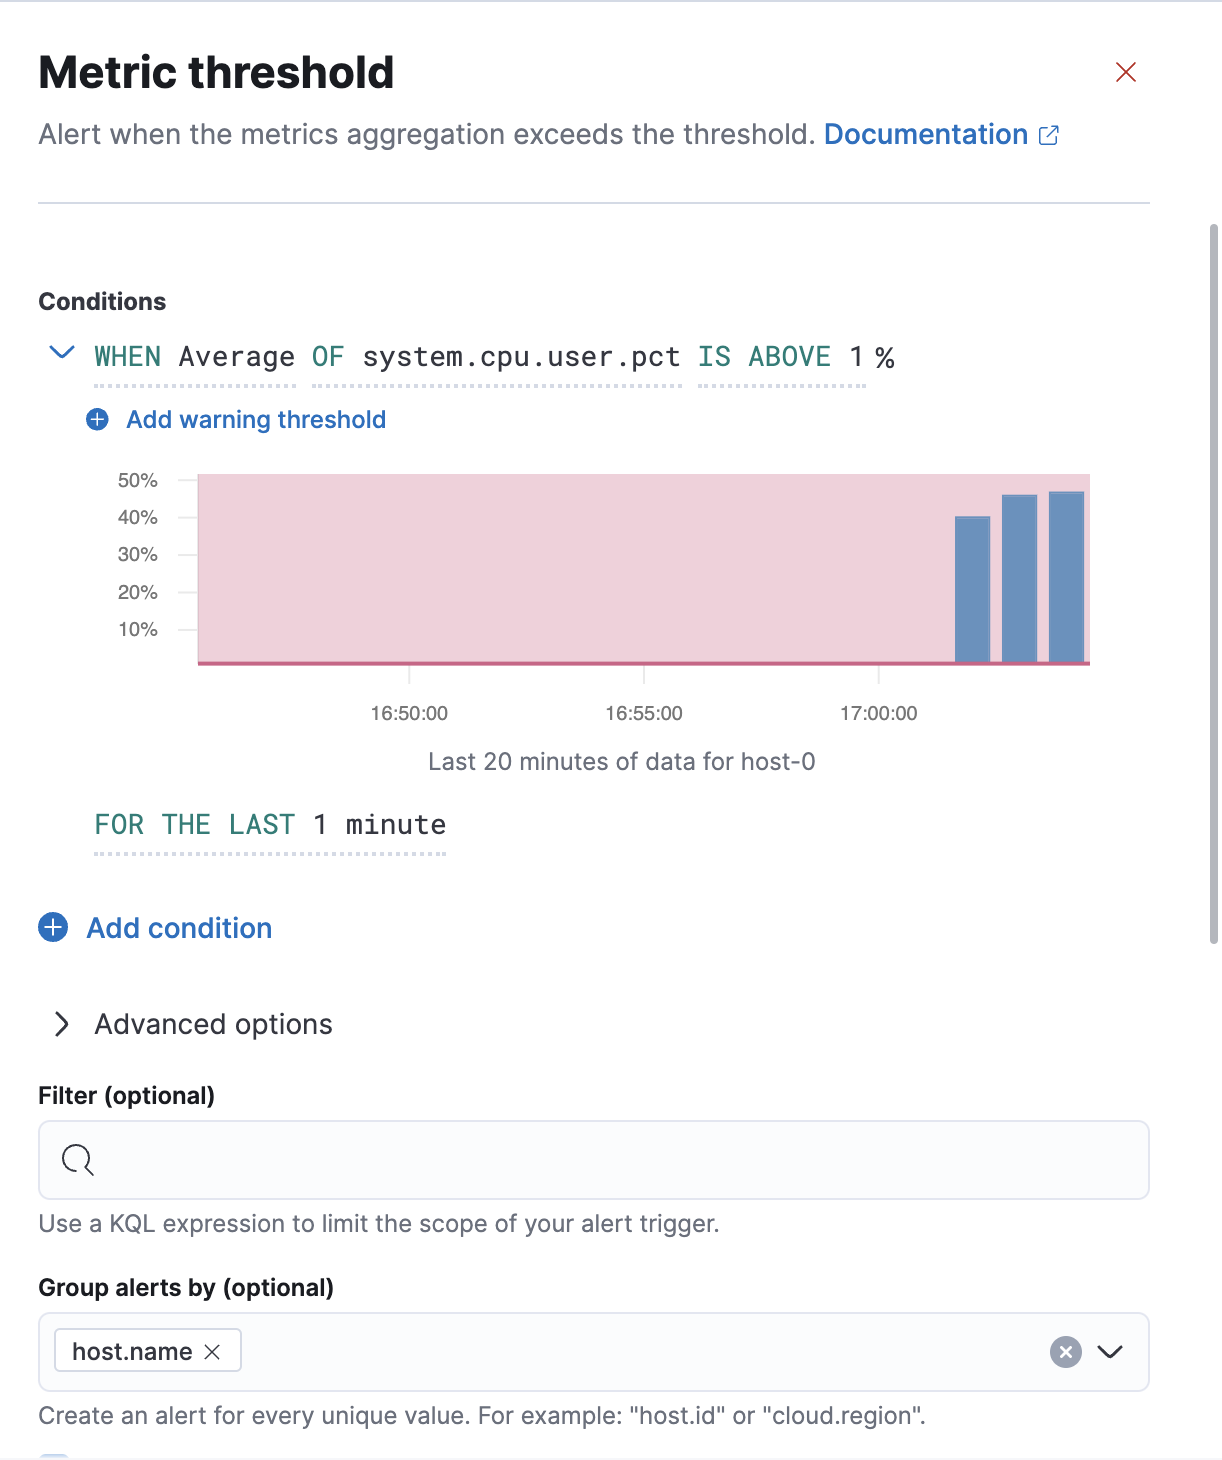 Metric threshold
Alert when the metrics aggregation exceeds the threshold. Documentation
Conditions
WHEN Average OF system.cpu.user.pct IS ABOVE 1 %
Add warning threshold
50%
40%
30%
20%
10%
16:50:00 16:55:00 17:00:00
Last 20 minutes of data for host-0
FOR THE LAST 1 minute
Add condition
Advanced options
Filter (optional)
Use a KQL expression to limit the scope of your alert trigger.
Group alerts by (optional)
host.name
Create an alert for every unique value. For example: "host.id" or "cloud.region".